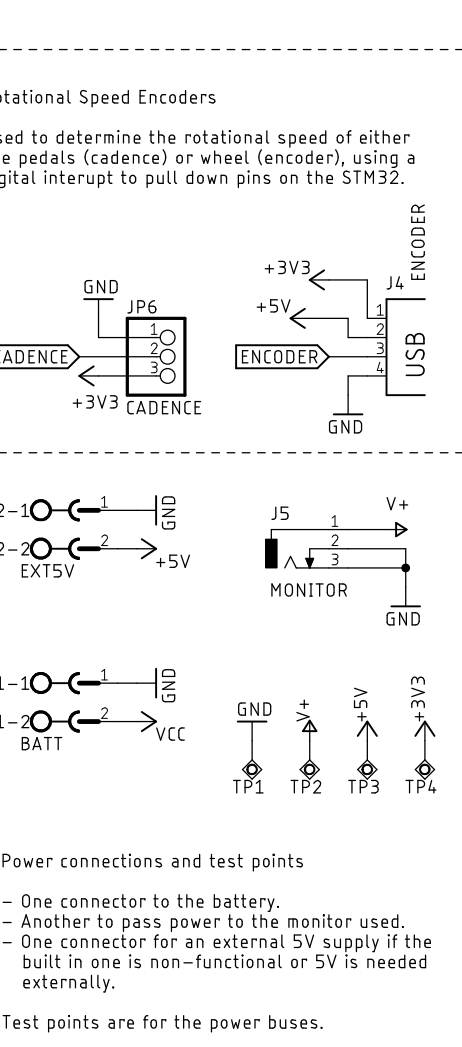 otational Speed Encoders
sed to determine the rotational speed of either
e pedals (cadence) or wheel (encoder), using a
gital interupt to pull down pins on the STM32.
GND
JP6
1
2
3
CADENCE
+3V3
CADENCE
ENCODER
+3V3
J4
+5V
1
2
3
4
USB
ENCODER
GND
2-1
1
GND
2-2
2
+5V
EXT5V
J5
V+
1
2
3
MONITOR
GND
1-1
1
GND
1-2
2
VCC
BATT
GND
V+
+5V
+3V3
TP1
TP2
TP3
TP4
Power connections and test points
- One connector to the battery.
- Another to pass power to the monitor used.
- One connector for an external 5V supply if the
built in one is non-functional or 5V is needed
externally.
Test points are for the power buses.